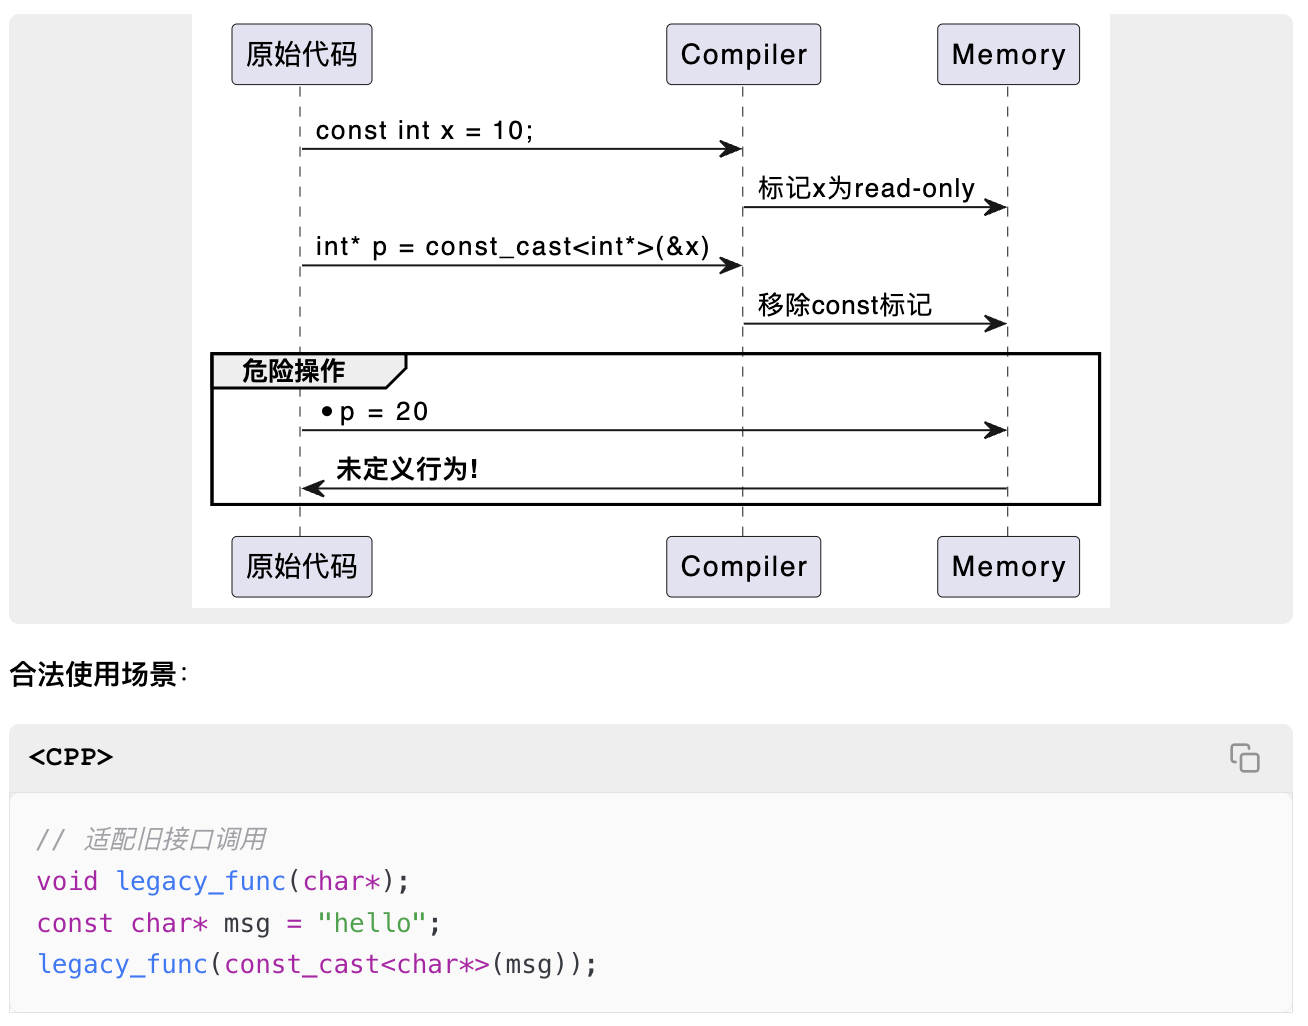 原始代码 Compiler Memory
const int x = 10;
标记x为read-only
int* p = const_cast<int*>(&x)
移除const标记
危险操作
•p = 20
未定义行为!
原始代码 Compiler Memory
合法使用场景：
<CPP>
// 适配旧接口调用
void legacy_func(char*);
const char* msg = "hello";
legacy_func(const_cast<char*>(msg));